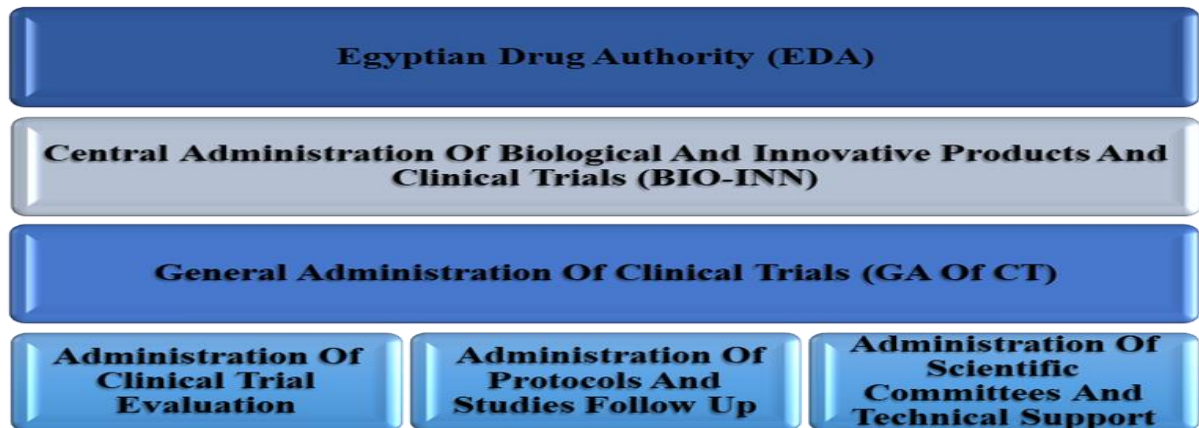 Egyptian Drug Authority (EDA)
Central Administration Of Biological And Innovative Products And
Clinical Trials (BIO-INN)
General Administration Of Clinical Trials (GA Of CT)
Administration Of
Clinical Trial
Evaluation
Administration Of
Protocols And
Studies Follow Up
Administration Of
Scientific
Committees And
Technical Support